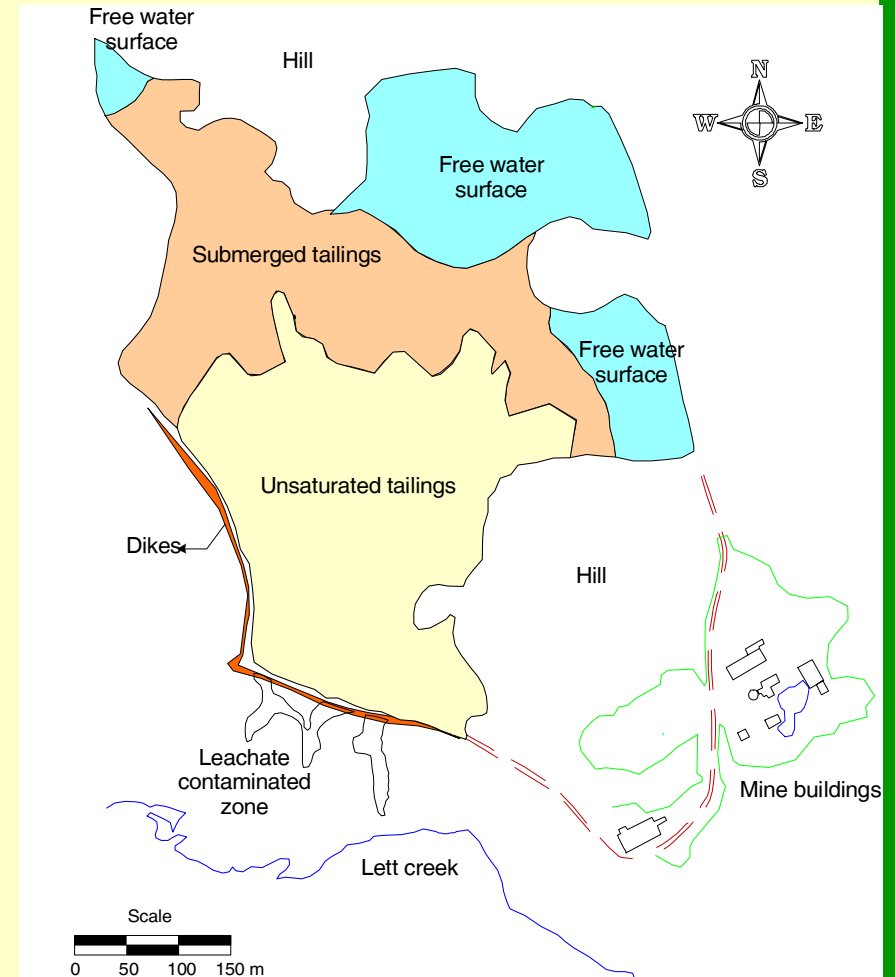 Free water
surface
Hill
N
W E
S
Free water
surface
Submerged tailings
Free water
surface
Unsaturated tailings
Dikes
Hill
Leachate
contaminated
zone
Mine buildings
Lett creek
Scale
0 50 100 150 m